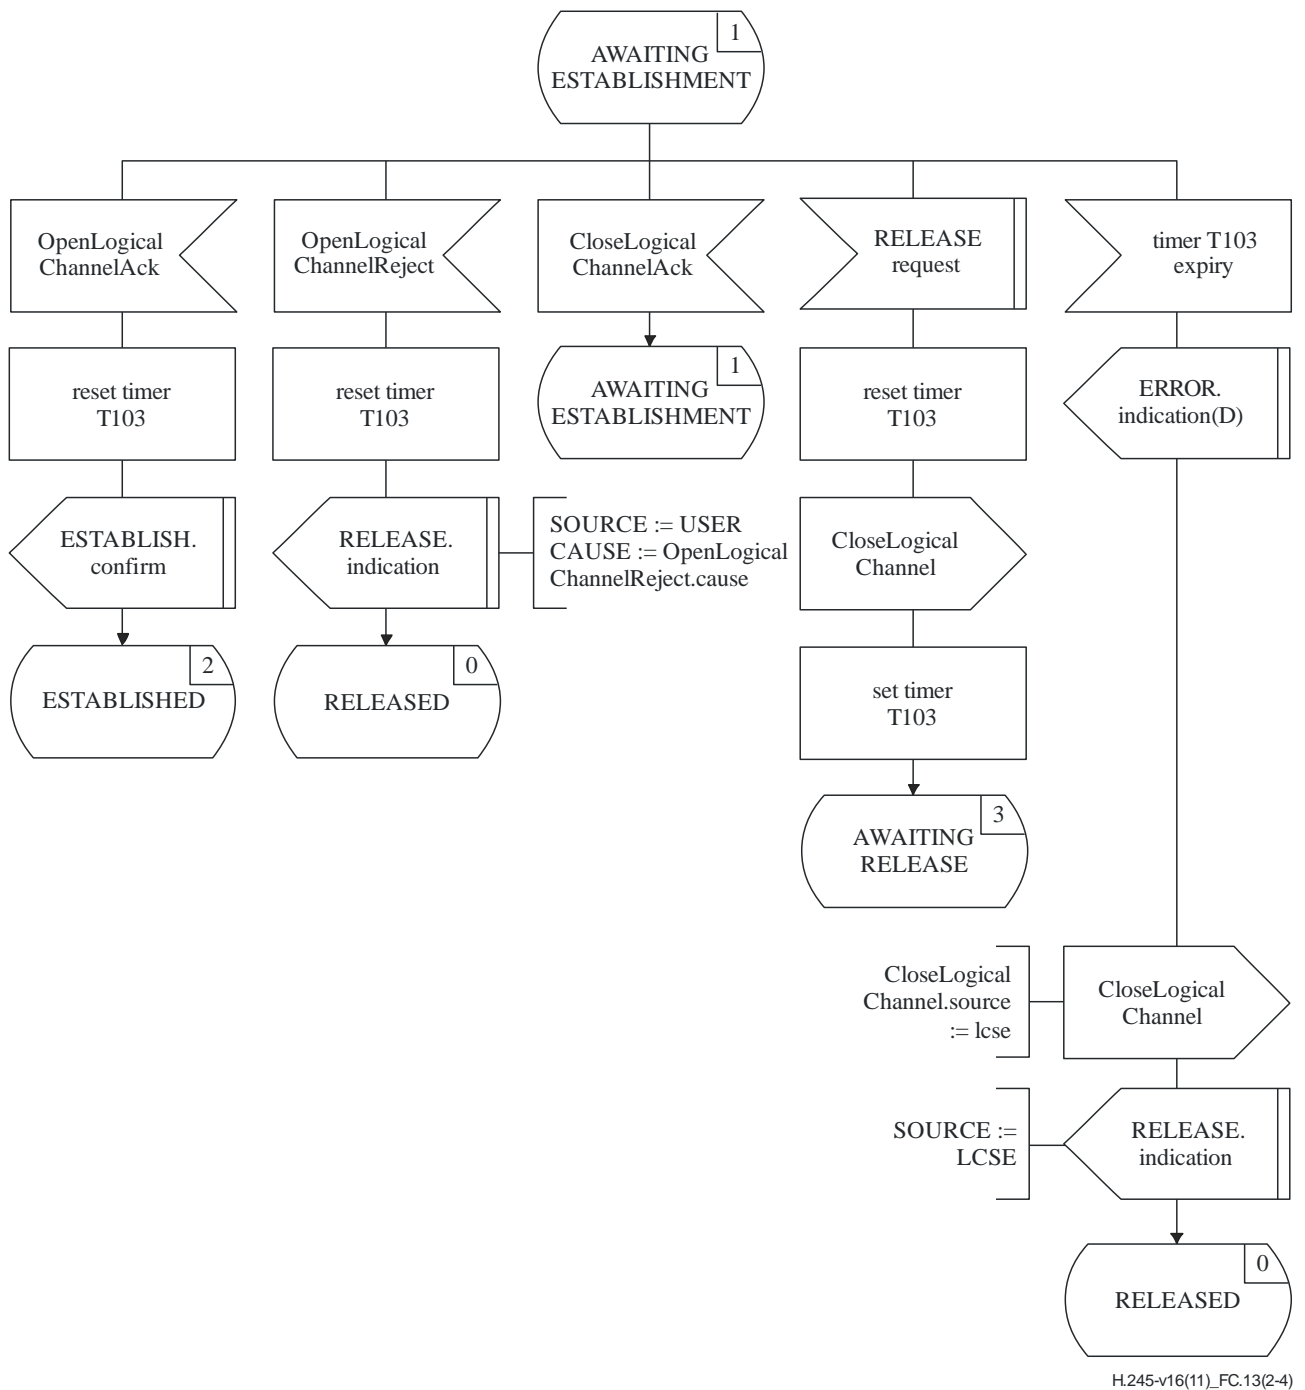 1
AWAITING
ESTABLISHMENT
OpenLogical
ChannelAck
OpenLogical
ChannelReject
CloseLogical
ChannelAck
RELEASE
request
timer T103
expiry
reset timer
T103
reset timer
T103
1
AWAITING
ESTABLISHMENT
reset timer
T103
ERROR.
indication(D)
ESTABLISH.
confirm
RELEASE.
indication
SOURCE := USER
CAUSE := OpenLogical
ChannelReject.cause
CloseLogical
Channel
2
ESTABLISHED
0
RELEASED
set timer
T103
3
AWAITING
RELEASE
CloseLogical
Channel.source
:= lcse
CloseLogical
Channel
SOURCE :=
LCSE
RELEASE.
indication
0
RELEASED
H.245-v16(11)_FC.13(2-4)